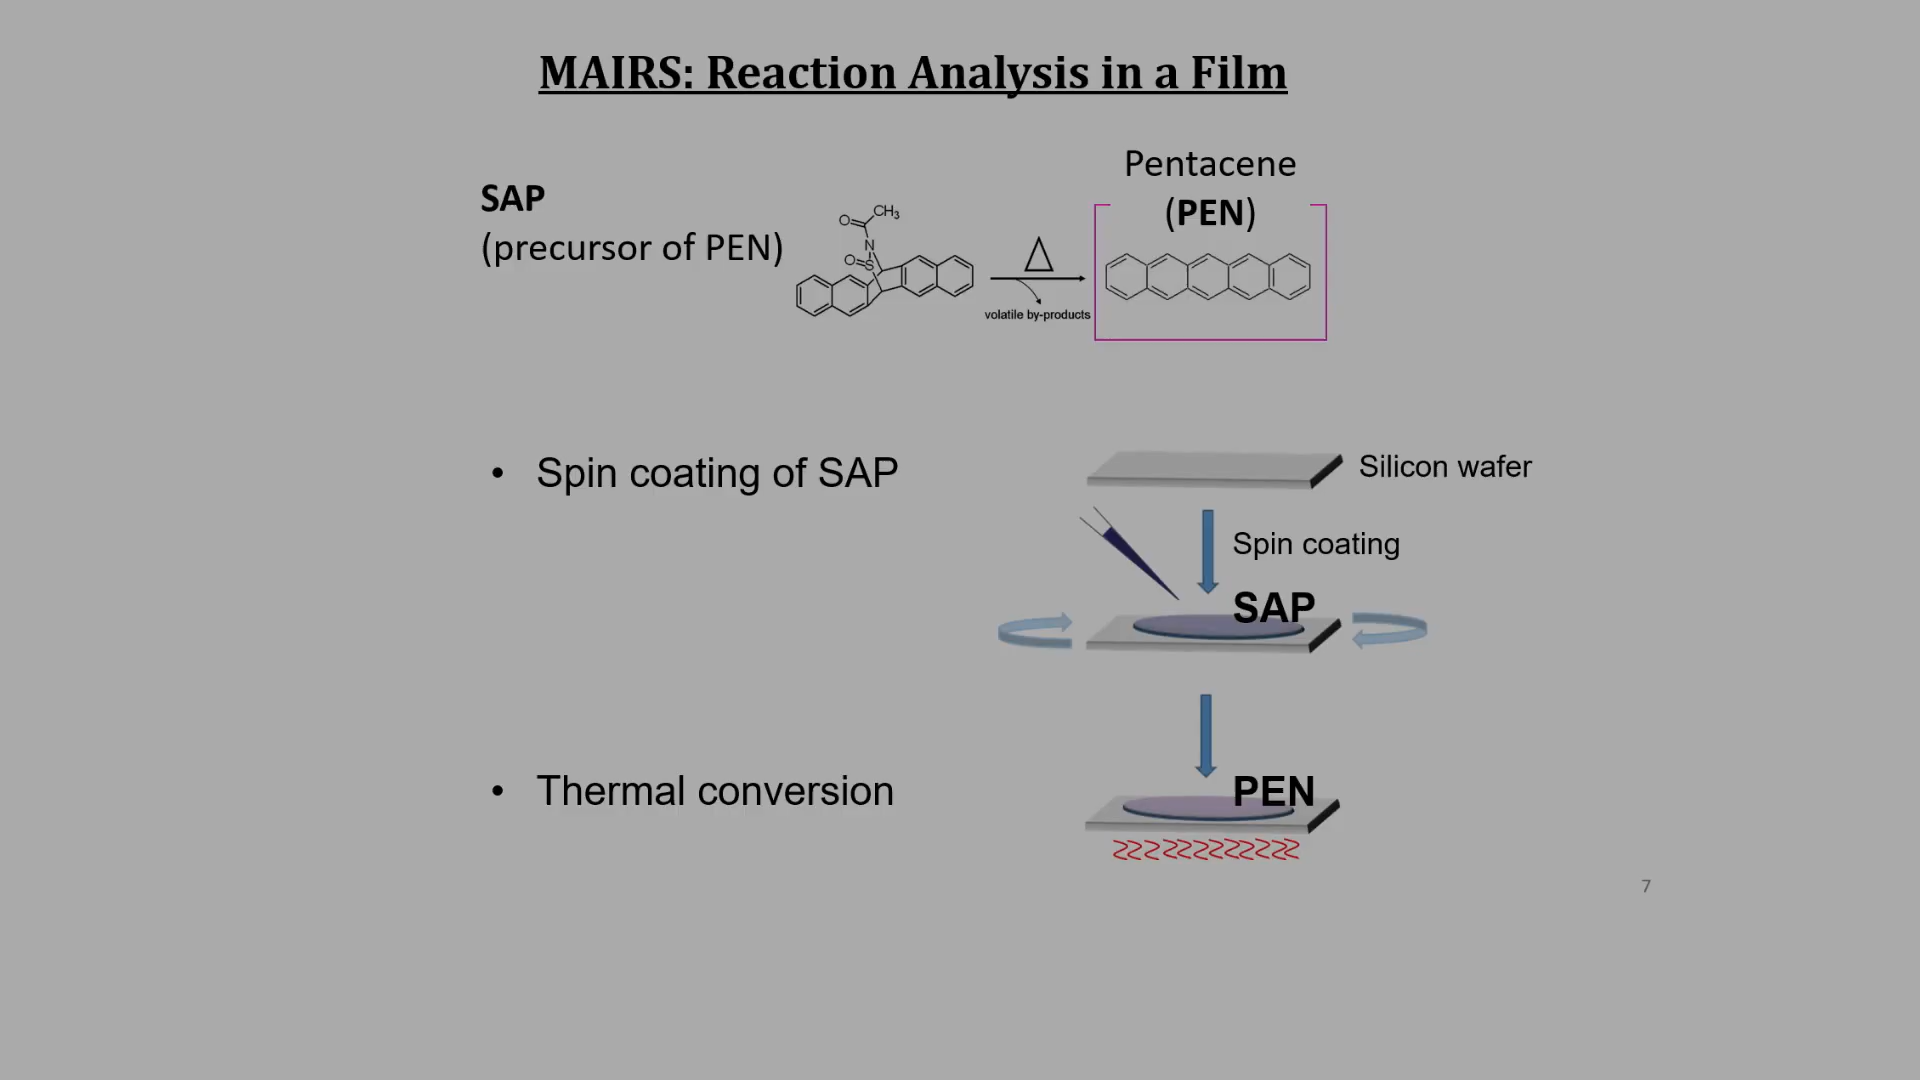 MAIRS: Reaction Analysis in a Film
SAP
(precursor of PEN)
O
CH3
N
O
S
Δ
volatile by-products
Pentacene
(PEN)
• Spin coating of SAP
Silicon wafer
Spin coating
SAP
• Thermal conversion
PEN
7